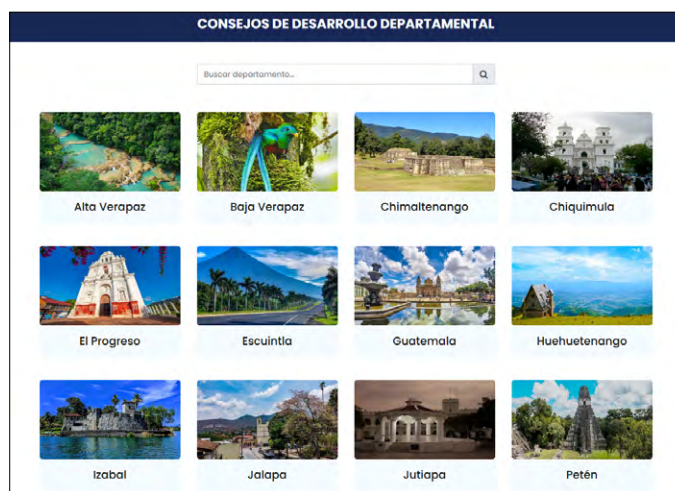 CONSEJOS DE DESARROLLO DEPARTAMENTAL
Buscar departamento...
Alta Verapaz
Baja Verapaz
Chimaltenango
Chiquimula
El Progreso
Escuintla
Guatemala
Huehuetenango
Izabal
Jalapa
Jutiapa
Petén